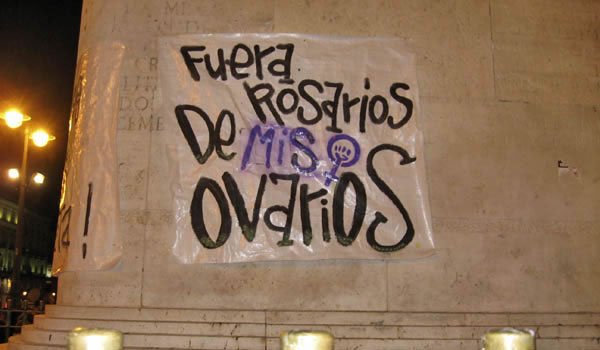 FUERA
ROSARIOS
DE MIS
OVARIOS
!